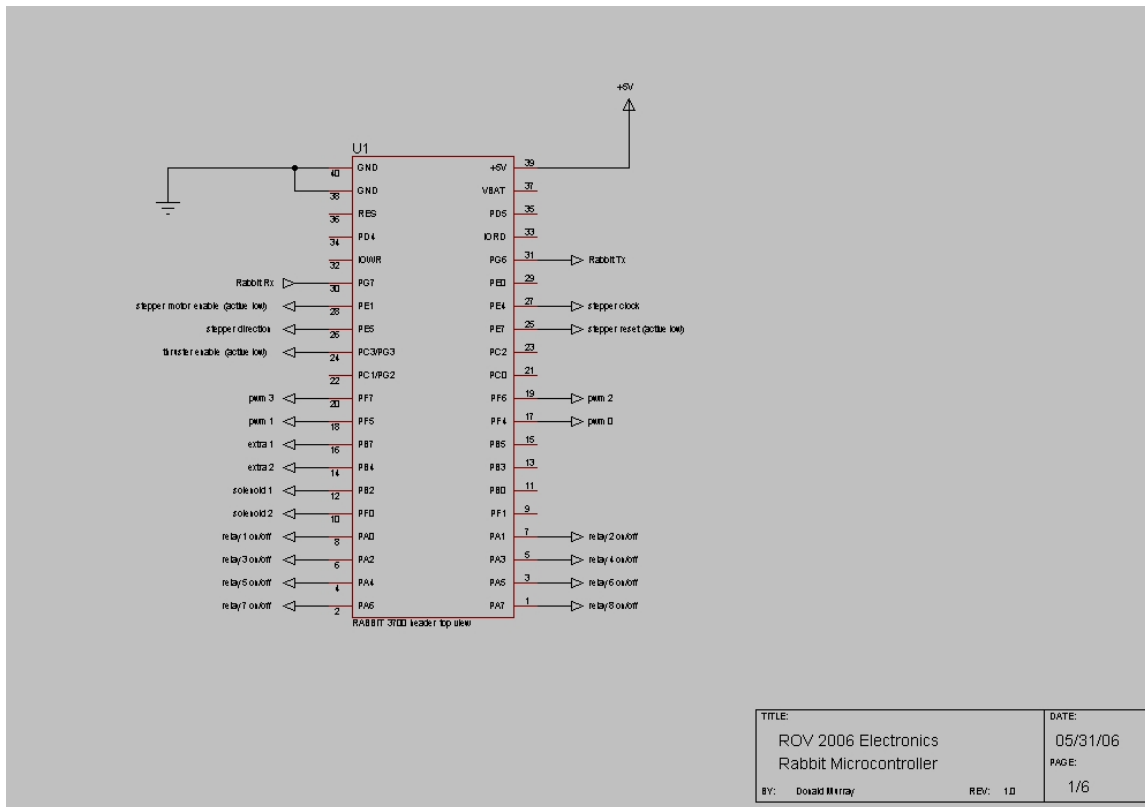 +5V
U1
GND +5V 39
40
GND VBAT 37
38
RES PD5 35
36
PD4 IORD 33
34
IOWR PG6 31 Rabbit Tx
32
Rabbit Rx PG7 PE0 29
30
stepper motor enable (active low) PE1 PE4 27 stepper clock
28
stepper direction PE5 PE7 25 stepper reset (active low)
26
thruster enable (active low) PC3/PG3 PC2 23
24
PC1/PG2 PC0 21
22
pwm 3 PF7 PF6 19 pwm 2
20
pwm 1 PF5 PF4 17 pwm 0
18
extra 1 PB7 PB5 15
16
extra 2 PB4 PB3 13
14
solenoid 1 PB2 PB0 11
12
solenoid 2 PF0 PF1 9
10
relay 1 on/off PA0 PA1 7 relay 2 on/off
8
relay 3 on/off PA2 PA3 5 relay 4 on/off
6
relay 5 on/off PA4 PA5 3 relay 6 on/off
4
relay 7 on/off PA6 PA7 1 relay 8 on/off
2
RABBIT 3700 header top view
TITLE:
ROV 2006 Electronics
Rabbit Microcontroller
BY: Donald Murray REV: 1.0
DATE:
05/31/06
PAGE:
1/6